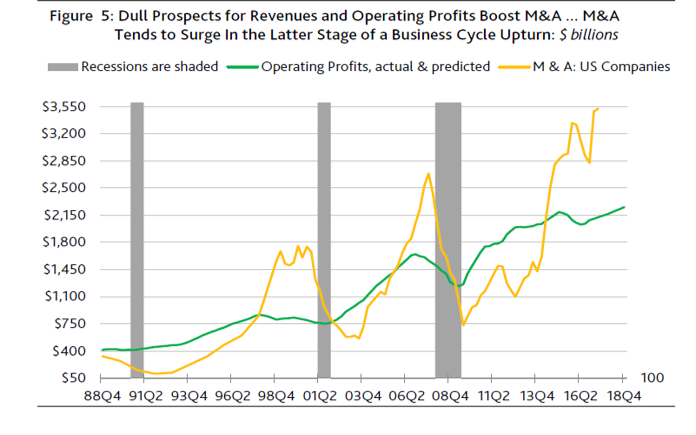 Figure 5: Dull Prospects for Revenues and Operating Profits Boost M&A ... M&A
Tends to Surge In the Latter Stage of a Business Cycle Upturn: $ billions
Recessions are shaded Operating Profits, actual & predicted M & A: US Companies
$3,550
$3,200
$2,850
$2,500
$2,150
$1,800
$1,450
$1,100
$750
$400
$50 100
88Q4 91Q2 93Q4 96Q2 98Q4 01Q2 03Q4 06Q2 08Q4 11Q2 13Q4 16Q2 18Q4